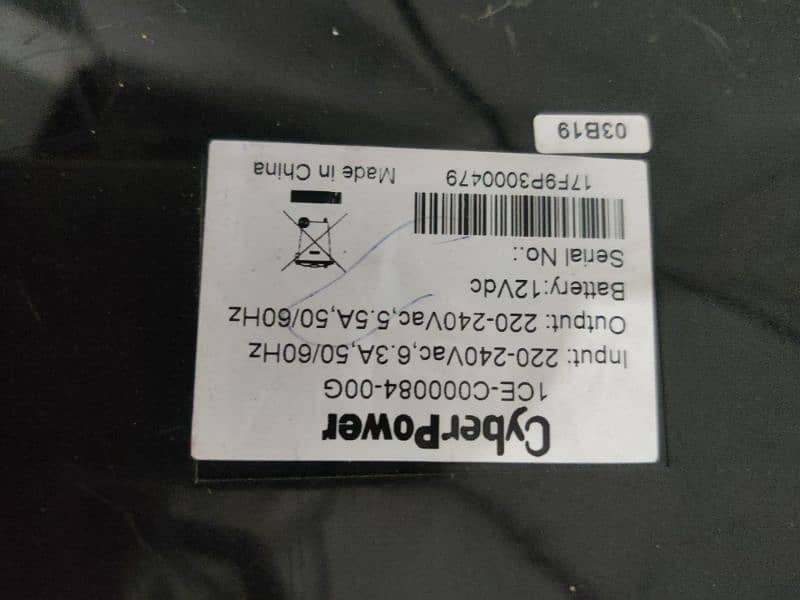 CyberPower
1CE-C000084-00G
Input: 220-240Vac,6.3A,50/60Hz
Output: 220-240Vac,5.5A,50/60Hz
Battery:12Vdc
Serial No.:
17F9P3000479
Made in China
03B19